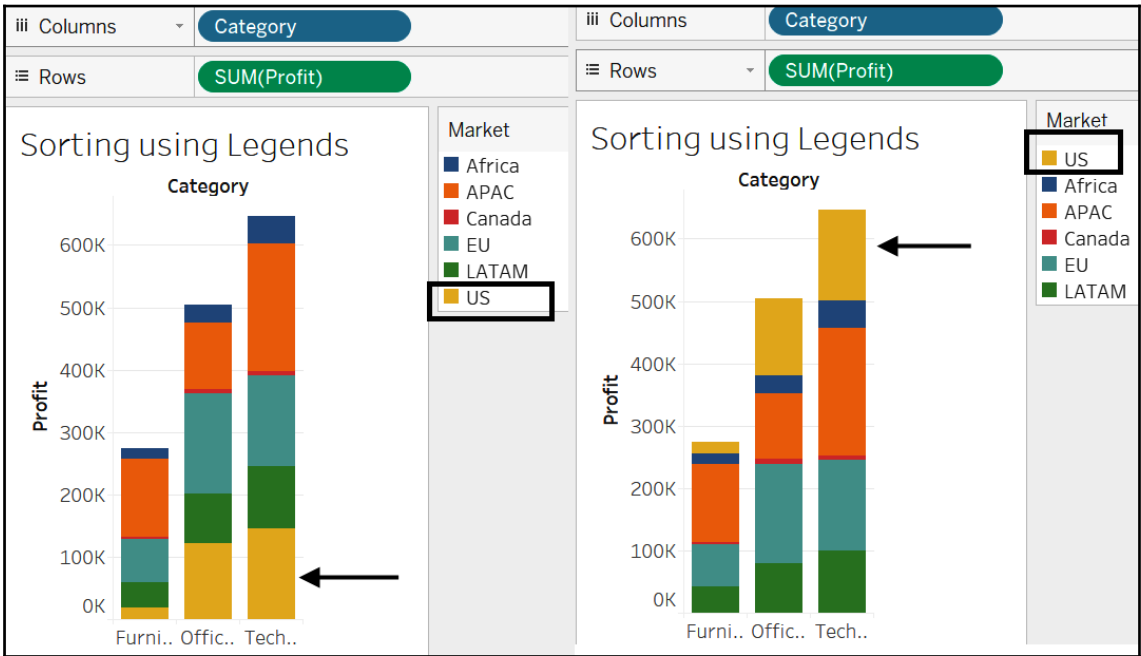 iii Columns
Category
Rows
SUM(Profit)
Sorting using Legends
Category
600K
500K
400K
300K
200K
100K
0K
Profit
Furni.. Offic.. Tech..
Market
Africa
APAC
Canada
EU
LATAM
US
iii Columns
Category
Rows
SUM(Profit)
Sorting using Legends
Category
600K
500K
400K
300K
200K
100K
0K
Profit
Furni.. Offic.. Tech..
Market
US
Africa
APAC
Canada
EU
LATAM